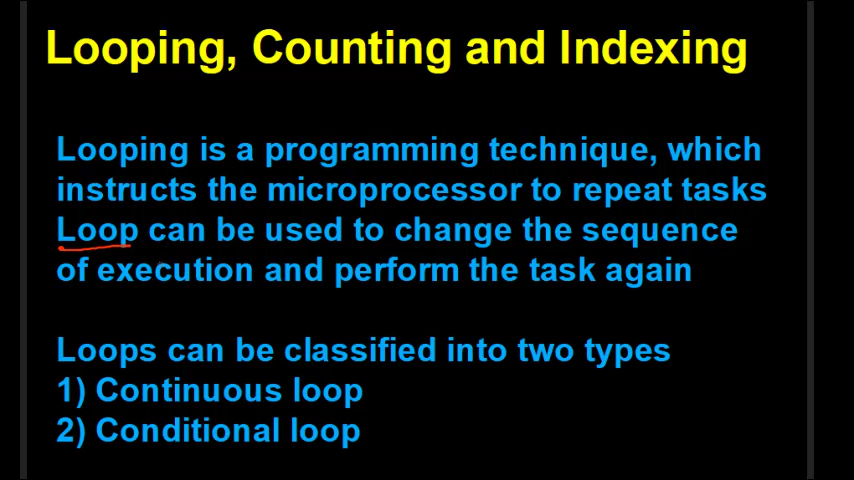 Looping, Counting and Indexing
Looping is a programming technique, which
instructs the microprocessor to repeat tasks
Loop can be used to change the sequence
of execution and perform the task again
Loops can be classified into two types
1) Continuous loop
2) Conditional loop